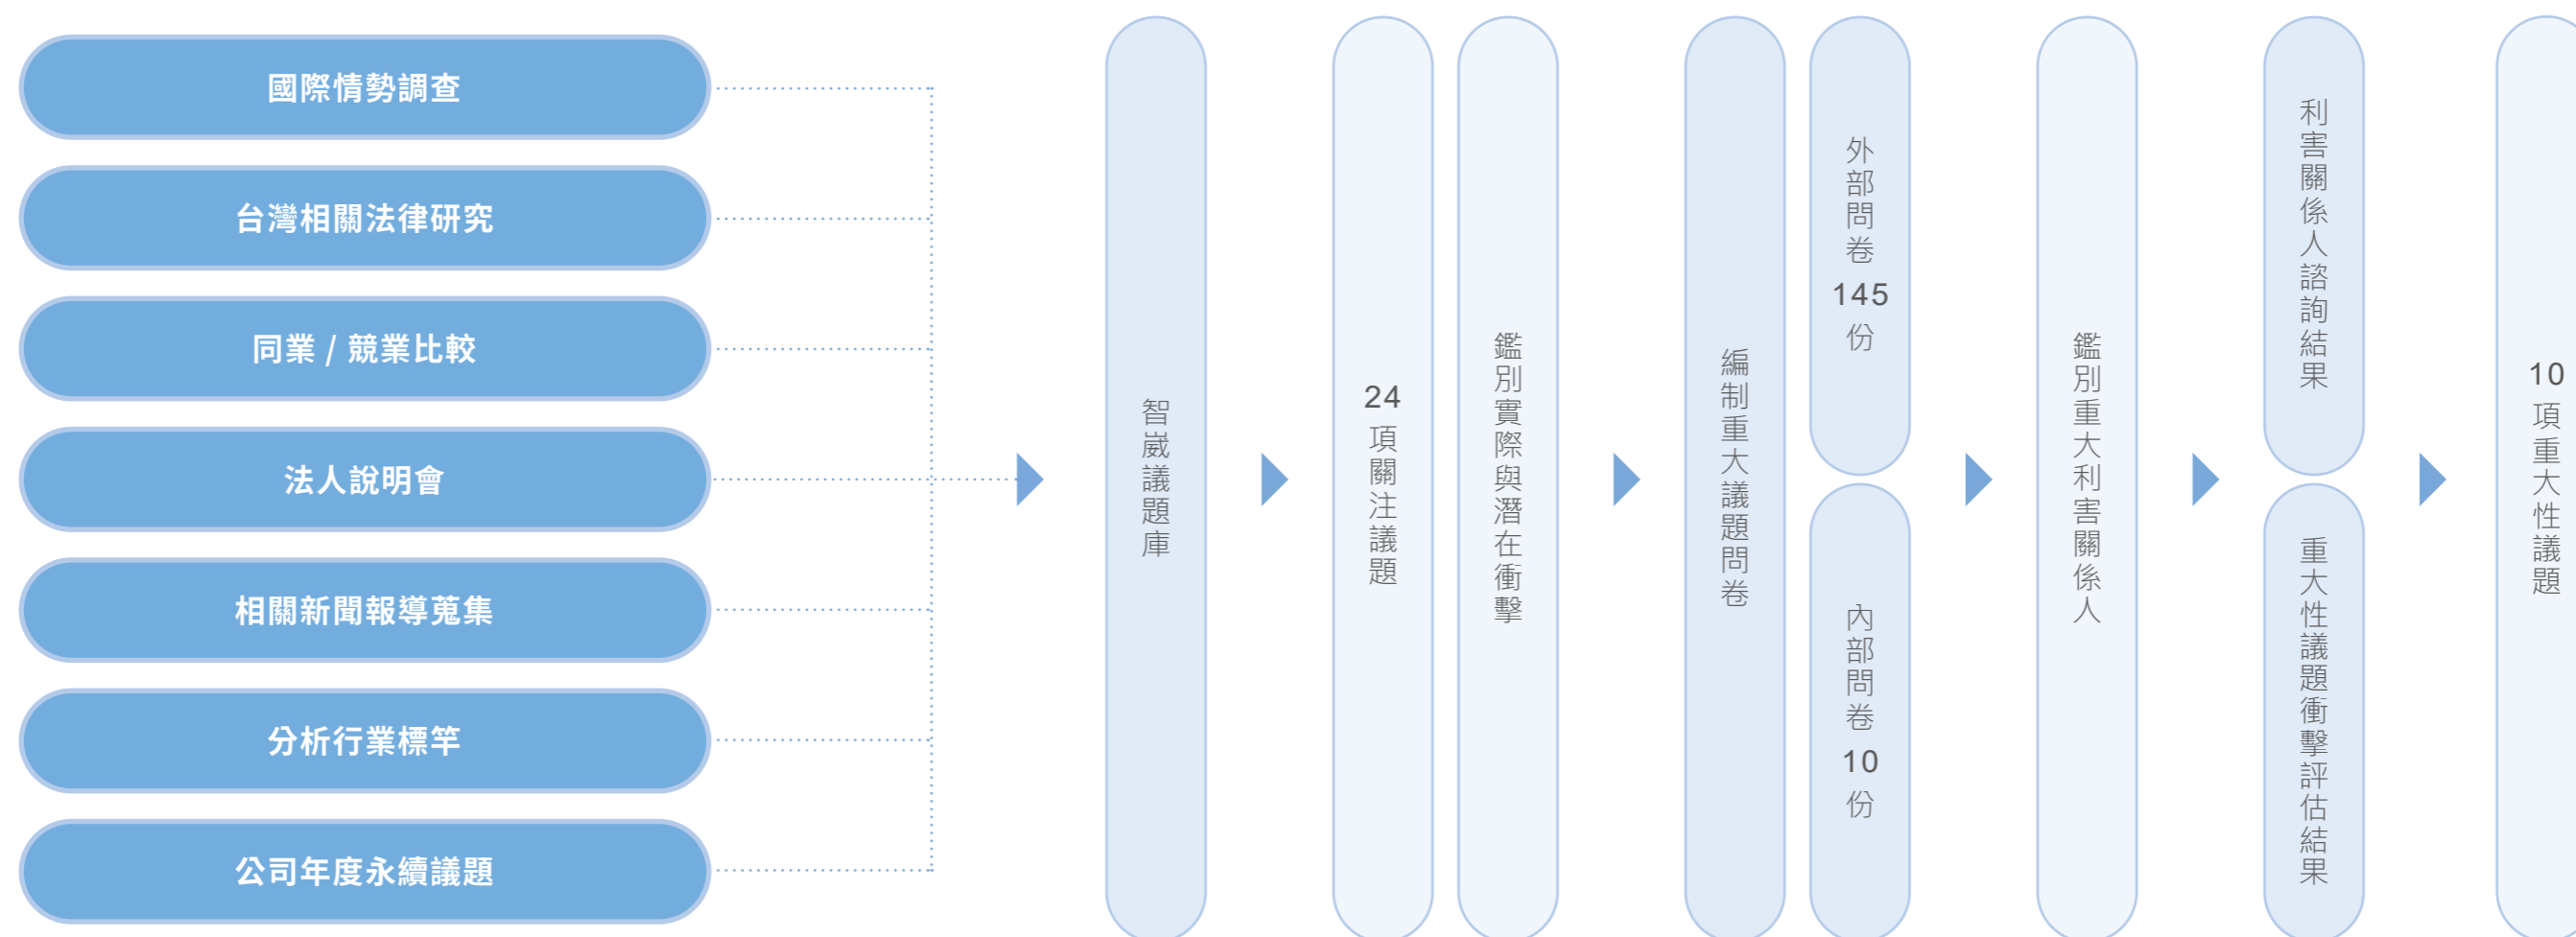 國際情勢調查
台灣相關法律研究
同業 / 競業比較
法人說明會
相關新聞報導蒐集
分析行業標竿
公司年度永續議題
智崴議題庫
24項關注議題
鑑別實際與潛在衝擊
編制重大議題問卷
外部問卷145份
內部問卷10份
鑑別重大利害關係人
利害關係人諮詢結果
重大性議題衝擊評估結果
10項重大性議題